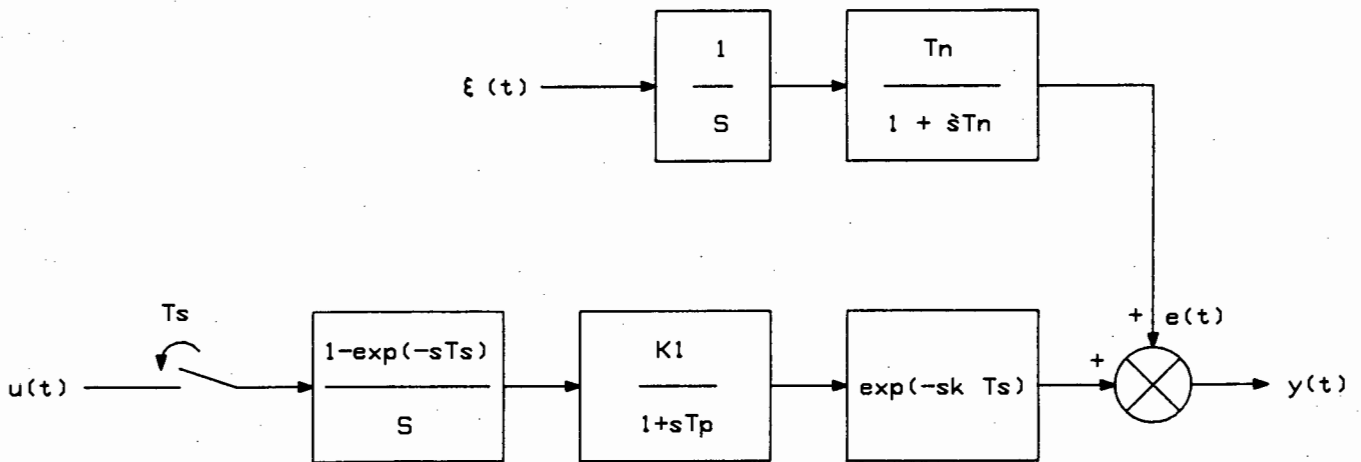 1
Tn
ξ (t)
S
1 + sTn
Ts
+ e(t)
1-exp(-sTs)
K1
+
u(t)
exp(-sk Ts)
y(t)
S
1+sTp